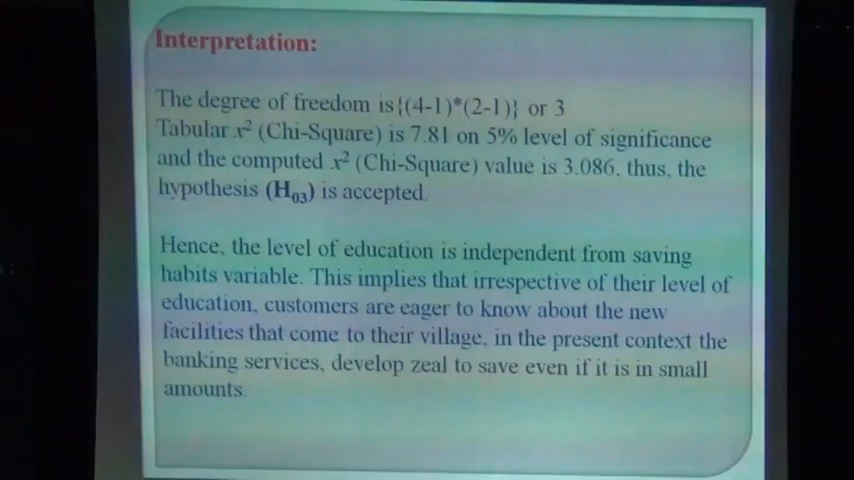 Interpretation:
The degree of freedom is{(4-1)*(2-1)} or 3
Tabular x² (Chi-Square) is 7.81 on 5% level of significance
and the computed x² (Chi-Square) value is 3.086, thus, the
hypothesis (H₀₃) is accepted.
Hence, the level of education is independent from saving
habits variable. This implies that irrespective of their level of
education, customers are eager to know about the new
facilities that come to their village, in the present context the
banking services, develop zeal to save even if it is in small
amounts.